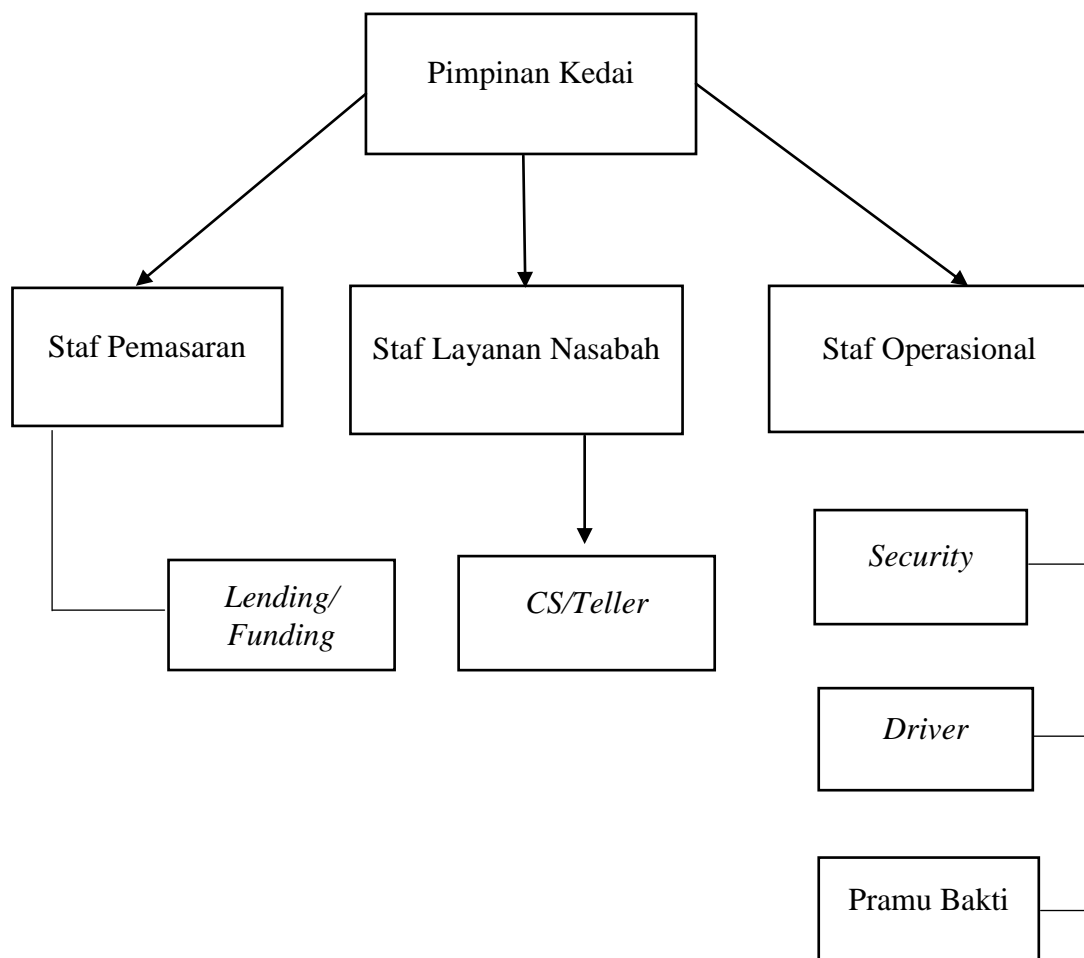 Pimpinan Kedai
Staf Pemasaran
Staf Layanan Nasabah
Staf Operasional
Lending/
Funding
CS/Teller
Security
Driver
Pramu Bakti